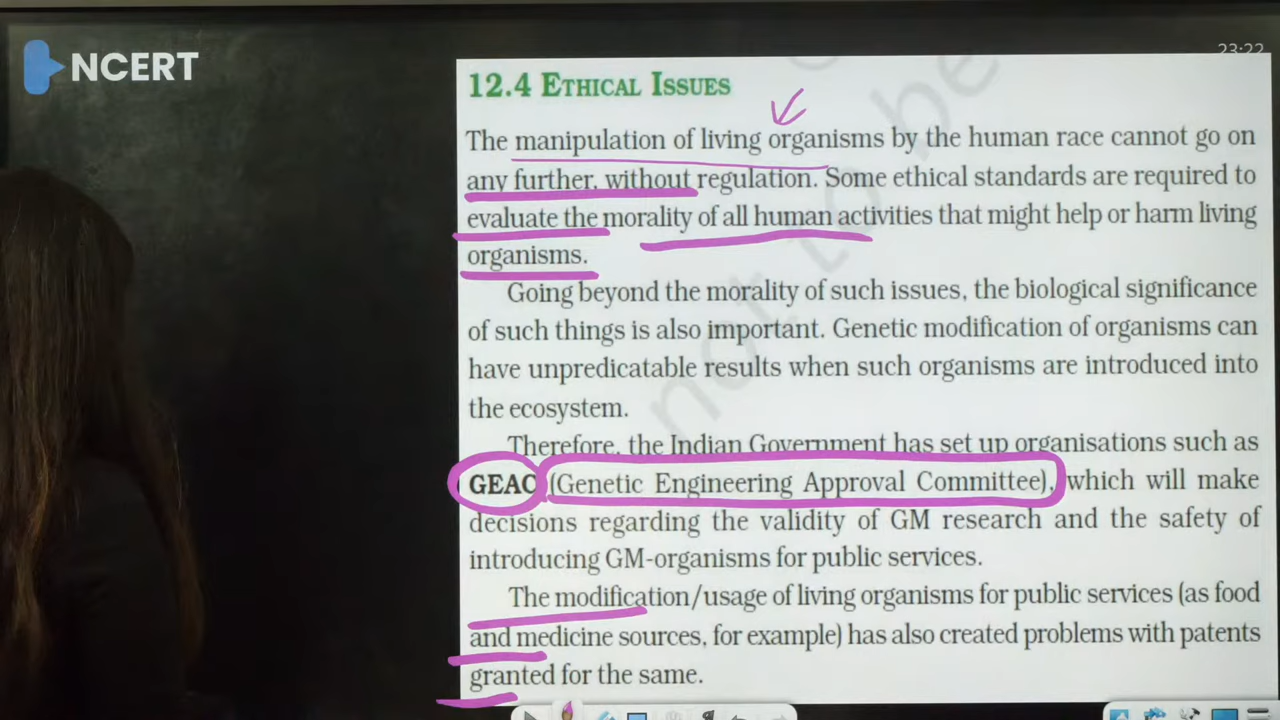 NCERT
23:22
12.4 ETHICAL ISSUES
The manipulation of living organisms by the human race cannot go on
any further, without regulation. Some ethical standards are required to
evaluate the morality of all human activities that might help or harm living
organisms.
Going beyond the morality of such issues, the biological significance
of such things is also important. Genetic modification of organisms can
have unpredicatable results when such organisms are introduced into
the ecosystem.
Therefore, the Indian Government has set up organisations such as
GEAC (Genetic Engineering Approval Committee), which will make
decisions regarding the validity of GM research and the safety of
introducing GM-organisms for public services.
The modification/usage of living organisms for public services (as food
and medicine sources, for example) has also created problems with patents
granted for the same.
not to be